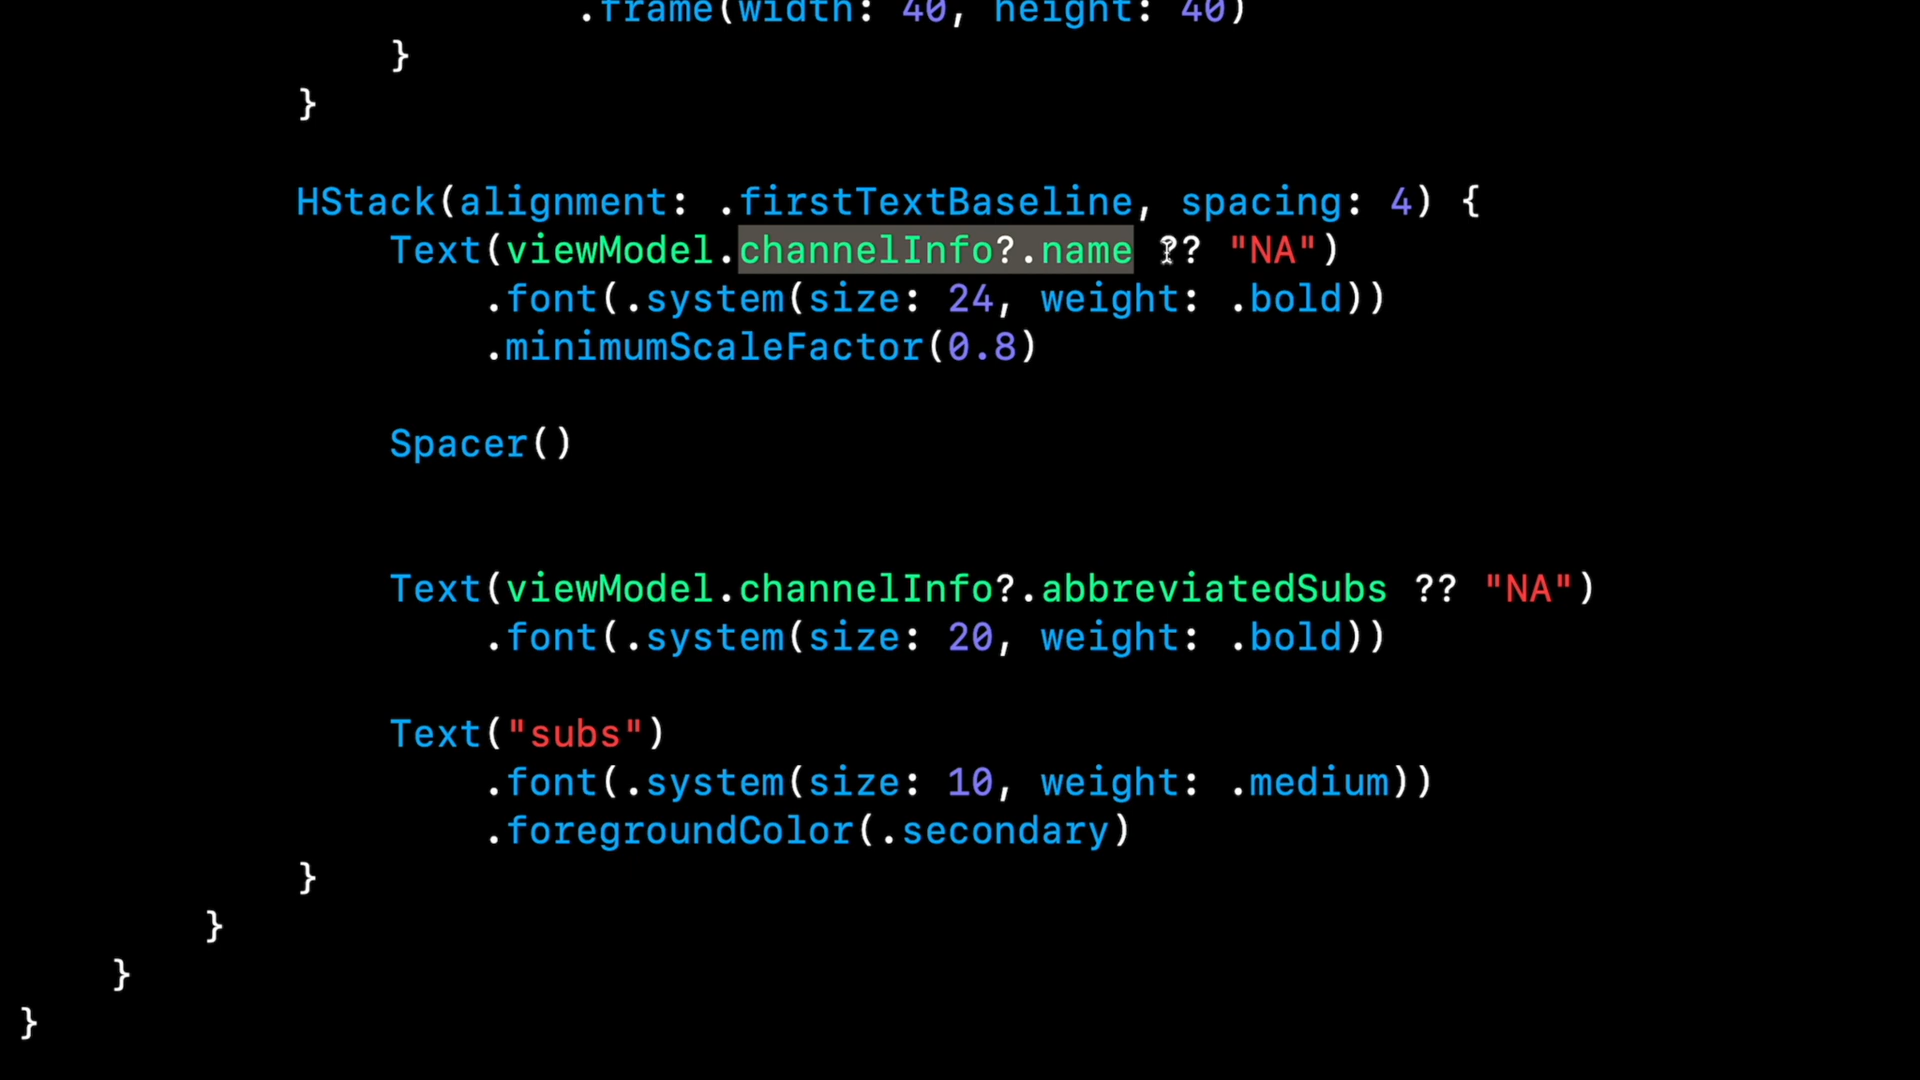 .frame(width: 40, height: 40)
}
}
HStack(alignment: .firstTextBaseline, spacing: 4) {
Text(viewModel.channelInfo?.name ?? "NA")
.font(.system(size: 24, weight: .bold))
.minimumScaleFactor(0.8)
Spacer()
Text(viewModel.channelInfo?.abbreviatedSubs ?? "NA")
.font(.system(size: 20, weight: .bold))
Text("subs")
.font(.system(size: 10, weight: .medium))
.foregroundColor(.secondary)
}
}
}
}